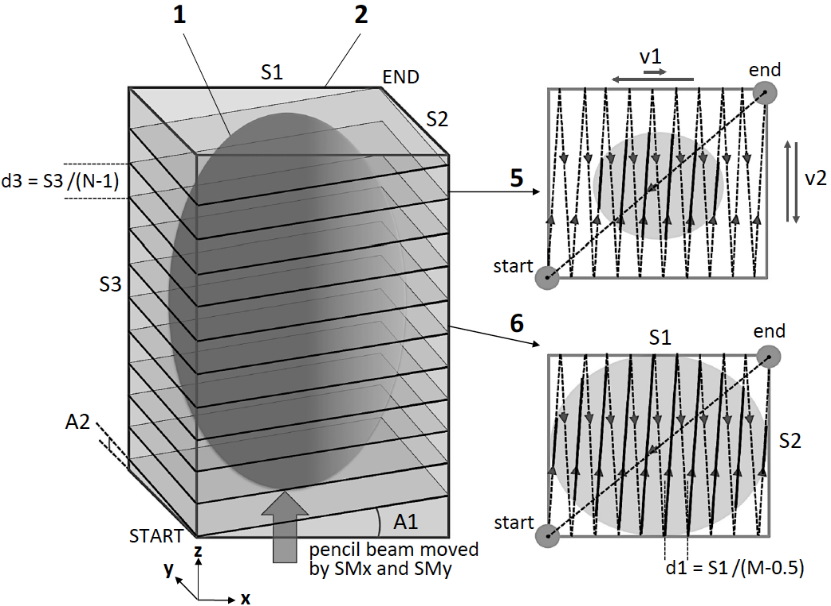 1
2
S1
END
S2
d3 = S3/(N-1)
S3
A2
START
A1
pencil beam moved
by SMx and SMy
z
y
x
5
v1
end
v2
start
6
S1
end
S2
start
d1 = S1/(M-0.5)